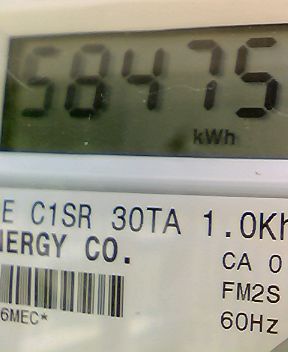 58475
kWh
E C1SR 30TA 1.0Kh
NERGY CO.
CA 0
FM2S
6MEC*
60Hz